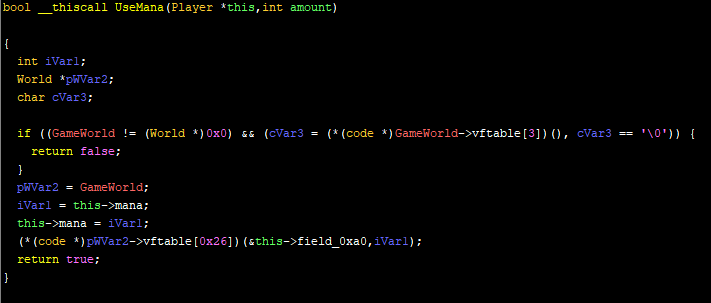 bool __thiscall UseMana(Player *this,int amount)
{
int iVar1;
World *pWVar2;
char cVar3;
if ((GameWorld != (World *)0x0) && (cVar3 = (*(code *)GameWorld->vftable[3])(), cVar3 == '\0')) {
return false;
}
pWVar2 = GameWorld;
iVar1 = this->mana;
this->mana = iVar1;
(*(code *)pWVar2->vftable[0x26])(&this->field_0xa0,iVar1);
return true;
}